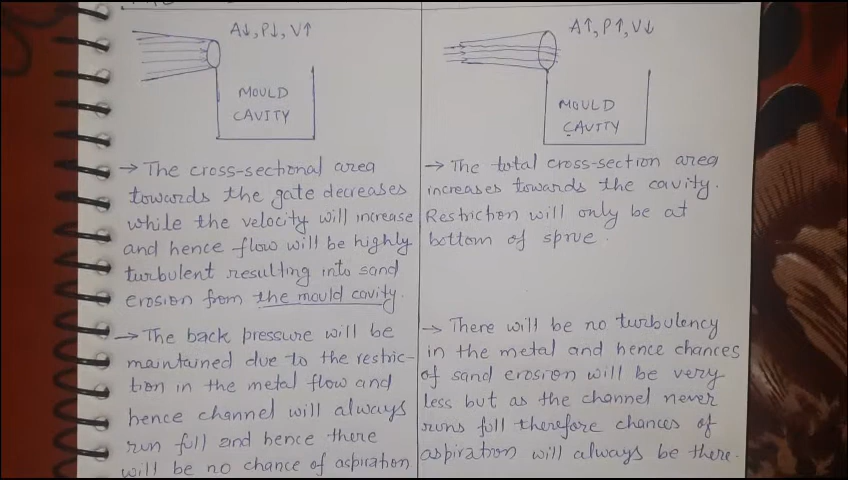 A↓, P↓, V↑
MOULD
CAVITY
→ The cross-sectional area
towards the gate decreases
while the velocity will increase
and hence flow will be highly
turbulent resulting into sand
erosion from the mould cavity.
→ The back pressure will be
maintained due to the restric-
tion in the metal flow and
hence channel will always
run full and hence there
will be no chance of aspiration
A↑, P↑, V↓
MOULD
CAVITY
→ The total cross-section area
increases towards the cavity.
Restriction will only be at
bottom of sprue.
→ There will be no turbulency
in the metal and hence chances
of sand erosion will be very
less but as the channel never
runs full therefore chances of
aspiration will always be there.